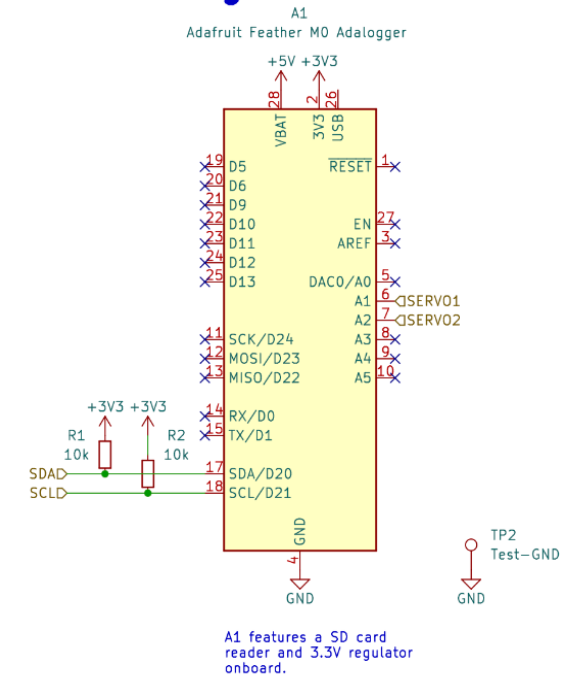 A1
Adafruit Feather M0 Adalogger
+5V +3V3
28 2 26
VBAT 3V3 USB
19 D5 RESET 1
20 D6
21 D9
22 D10 EN 27
23 D11 AREF 3
24 D12
25 D13 DAC0/A0 5
A1 6 SERVO1
A2 7 SERVO2
11 SCK/D24 A3 8
12 MOSI/D23 A4 9
13 MISO/D22 A5 10
+3V3 +3V3
14 RX/D0
15 TX/D1
R1 R2
10k 10k
SDA 17 SDA/D20
SCL 18 SCL/D21
GND
4
GND
TP2
Test-GND
GND
A1 features a SD card
reader and 3.3V regulator
onboard.